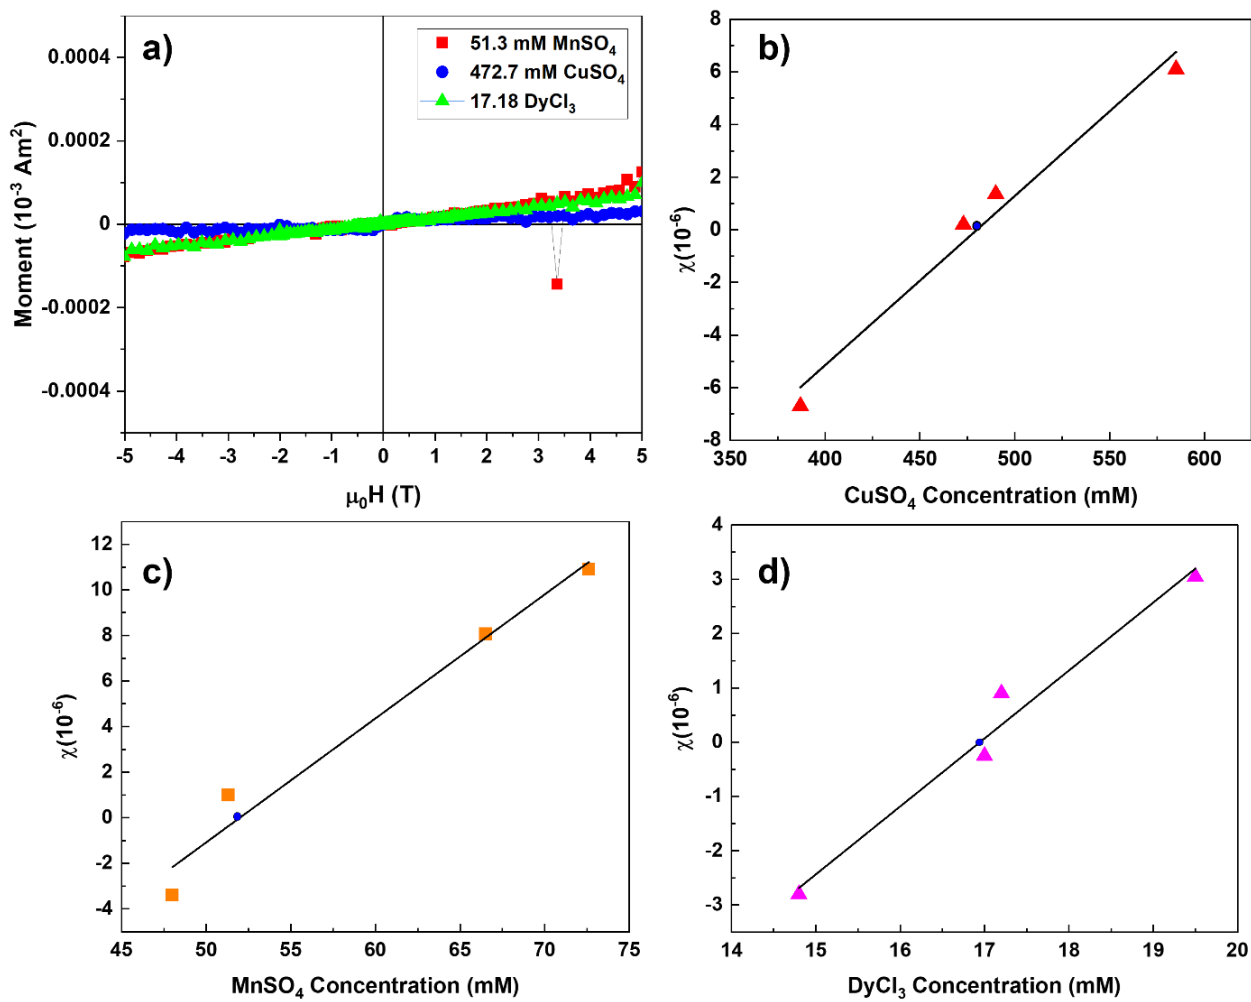 a)
51.3 mM MnSO₄
472.7 mM CuSO₄
17.18 DyCl₃
0.0004
0.0002
0
-0.0002
-0.0004
Moment (10⁻³ Am²)
-5 -4 -3 -2 -1 0 1 2 3 4 5
μ₀H (T)
b)
8
6
4
2
0
-2
-4
-6
-8
χ(10⁻⁶)
350 400 450 500 550 600
CuSO₄ Concentration (mM)
c)
12
10
8
6
4
2
0
-2
-4
χ(10⁻⁶)
45 50 55 60 65 70 75
MnSO₄ Concentration (mM)
d)
4
3
2
1
0
-1
-2
-3
χ(10⁻⁶)
14 15 16 17 18 19 20
DyCl₃ Concentration (mM)